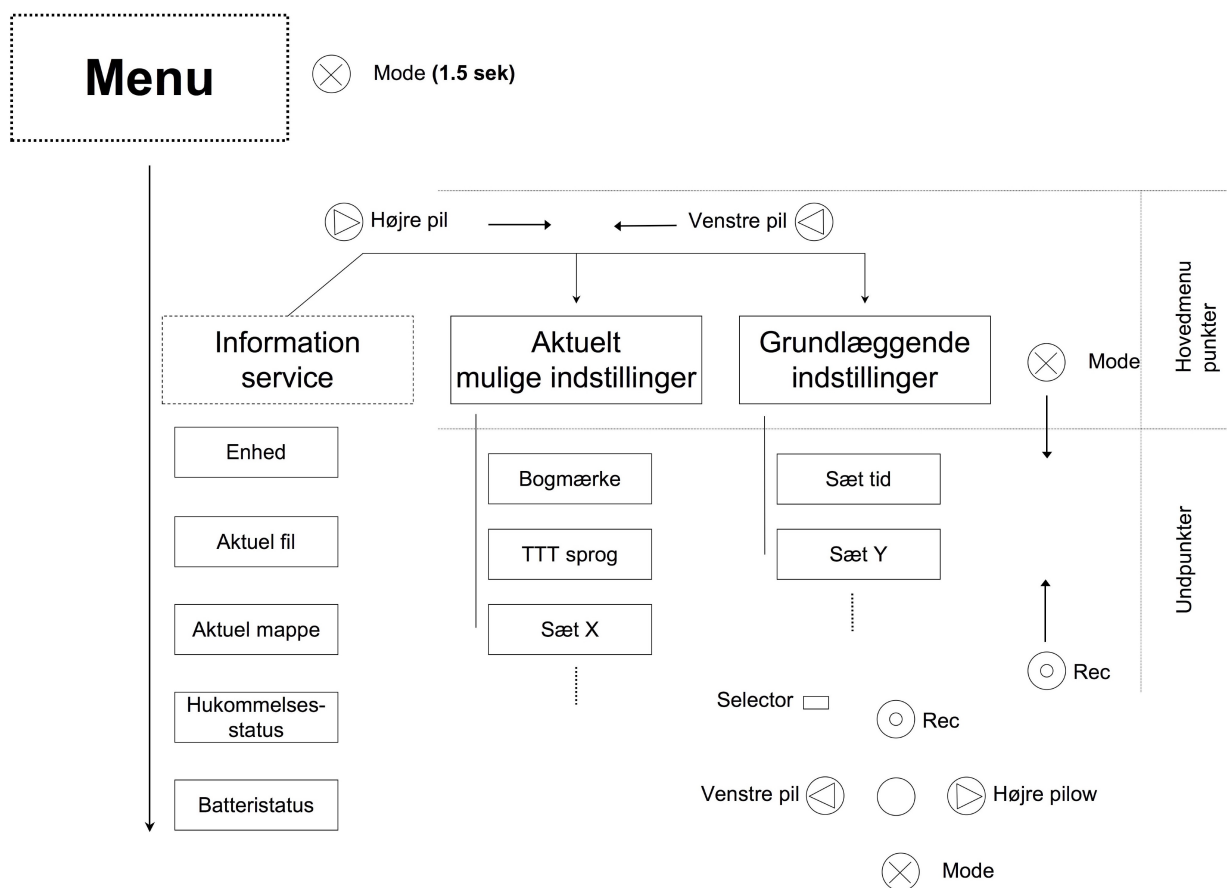 Menu
Mode (1.5 sek)
Højre pil
Venstre pil
Information
service
Aktuelt
mulige indstillinger
Grundlæggende
indstillinger
Mode
Hovedmenu
punkter
Enhed
Aktuel fil
Aktuel mappe
Hukommelses-
status
Batteristatus
Bogmærke
TTT sprog
Sæt X
Sæt tid
Sæt Y
Undpunkter
Rec
Selector
Rec
Venstre pil
Højre pilow
Mode